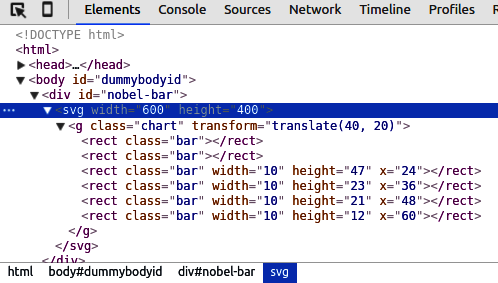 Elements Console Sources Network Timeline Profiles
<!DOCTYPE html>
<html>
▶<head>…</head>
▼<body id="dummybodyid">
▼<div id="nobel-bar">
… ▼<svg width="600" height="400">
▼<g class="chart" transform="translate(40, 20)">
<rect class="bar"></rect>
<rect class="bar"></rect>
<rect class="bar" width="10" height="47" x="24"></rect>
<rect class="bar" width="10" height="23" x="36"></rect>
<rect class="bar" width="10" height="21" x="48"></rect>
<rect class="bar" width="10" height="12" x="60"></rect>
</g>
</svg>
</div>
html body#dummybodyid div#nobel-bar svg